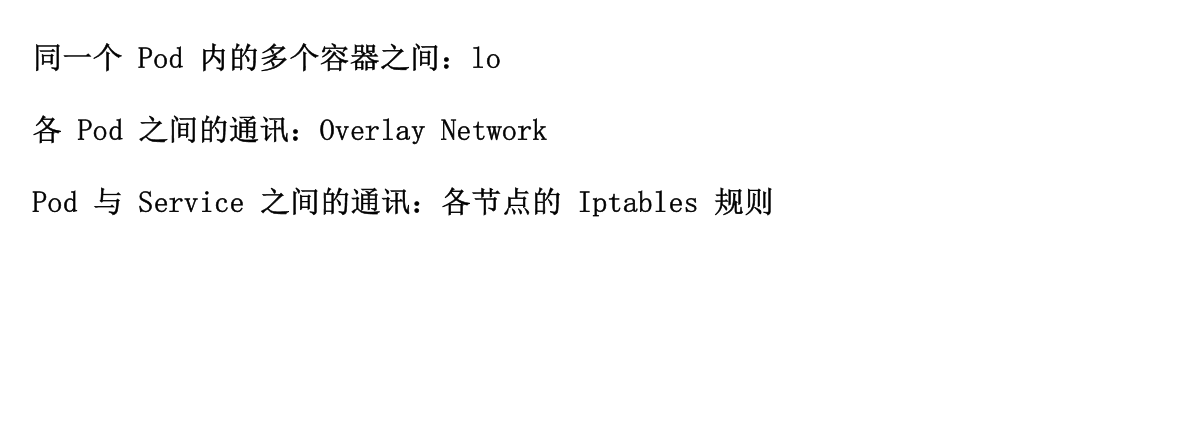 同一个 Pod 内的多个容器之间：lo
各 Pod 之间的通讯：Overlay Network
Pod 与 Service 之间的通讯：各节点的 Iptables 规则